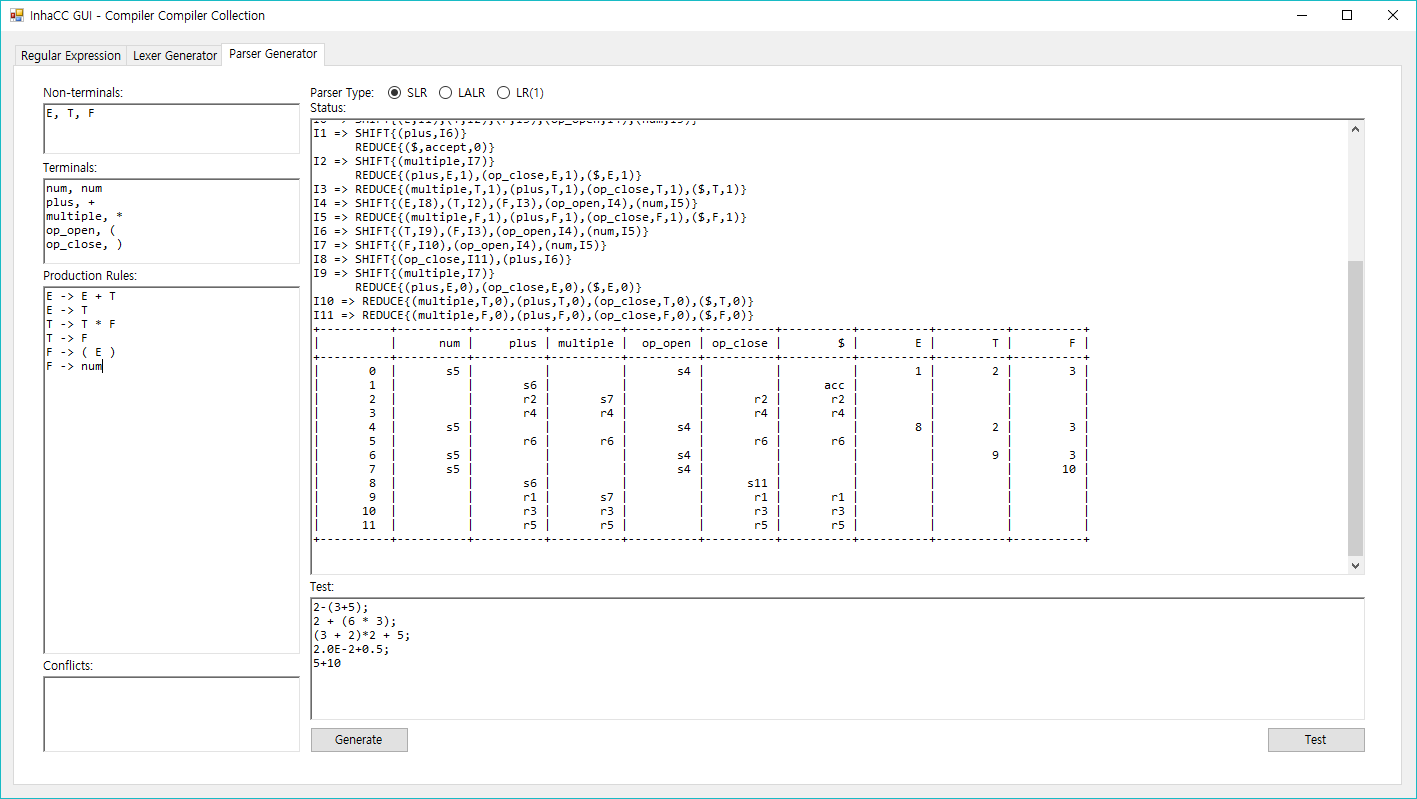 InhaCC GUI - Compiler Compiler Collection
Regular Expression Lexer Generator Parser Generator
Non-terminals:
E, T, F
Terminals:
num, num
plus, +
multiple, *
op_open, (
op_close, )
Production Rules:
E -> E + T
E -> T
T -> T * F
T -> F
F -> ( E )
F -> num
Conflicts:
Parser Type: SLR LALR LR(1)
Status:
I0 => SHIFT{(E,I1),(T,I2),(F,I3),(op_open,I4),(num,I5)}
I1 => SHIFT{(plus,I6)}
REDUCE{($,accept,0)}
I2 => SHIFT{(multiple,I7)}
REDUCE{(plus,E,1),(op_close,E,1),($,E,1)}
I3 => REDUCE{(multiple,T,1),(plus,T,1),(op_close,T,1),($,T,1)}
I4 => SHIFT{(E,I8),(T,I2),(F,I3),(op_open,I4),(num,I5)}
I5 => REDUCE{(multiple,F,1),(plus,F,1),(op_close,F,1),($,F,1)}
I6 => SHIFT{(T,I9),(F,I3),(op_open,I4),(num,I5)}
I7 => SHIFT{(F,I10),(op_open,I4),(num,I5)}
I8 => SHIFT{(op_close,I11),(plus,I6)}
I9 => SHIFT{(multiple,I7)}
REDUCE{(plus,E,0),(op_close,E,0),($,E,0)}
I10 => REDUCE{(multiple,T,0),(plus,T,0),(op_close,T,0),($,T,0)}
I11 => REDUCE{(multiple,F,0),(plus,F,0),(op_close,F,0),($,F,0)}
+----------+---------+---------+---------+---------+---------+---------+---------+---------+---------+
| | num | plus | multiple | op_open | op_close | $ | E | T | F |
+----------+---------+---------+---------+---------+---------+---------+---------+---------+---------+
| 0 | s5 | | | s4 | | | 1 | 2 | 3 |
| 1 | | s6 | | | | acc | | | |
| 2 | | r2 | s7 | | r2 | r2 | | | |
| 3 | | r4 | r4 | | r4 | r4 | | | |
| 4 | s5 | | | s4 | | | 8 | 2 | 3 |
| 5 | | r6 | r6 | | r6 | r6 | | | |
| 6 | s5 | | | s4 | | | | 9 | 3 |
| 7 | s5 | | | s4 | | | | | 10 |
| 8 | | s6 | | | s11 | | | | |
| 9 | | r1 | s7 | | r1 | r1 | | | |
| 10 | | r3 | r3 | | r3 | r3 | | | |
| 11 | | r5 | r5 | | r5 | r5 | | | |
+----------+---------+---------+---------+---------+---------+---------+---------+---------+---------+
Test:
2-(3+5);
2 + (6 * 3);
(3 + 2)*2 + 5;
2.0E-2+0.5;
5+10
Generate
Test